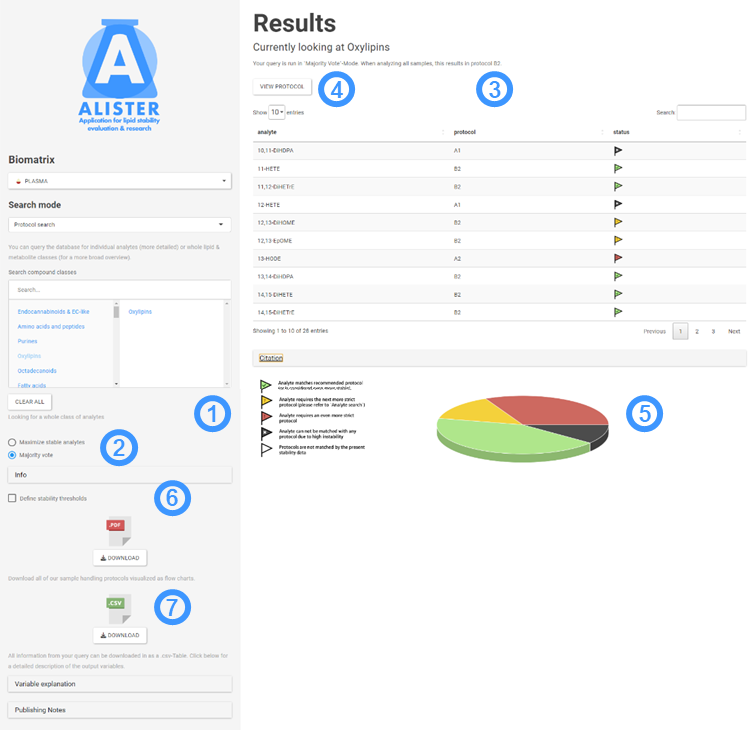 ALISTER
Application for lipid stability
evaluation & research
Biomatrix
PLASMA
Search mode
Protocol search
You can query the database for individual analytes (more detailed) or whole lipid &
metabolite classes (for a more broad overview).
Search compound classes
Search...
Endocannabinoids & EC-like
Amino acids and peptides
Purines
Oxylipins
Octadecanoids
Fatty acids
Oxylipins
CLEAR ALL
Looking for a whole class of analytes
1
Maximize stable analytes
Majority vote
2
Info
Define stability thresholds
6
.PDF
DOWNLOAD
Download all of our sample handling protocols visualized as flow charts.
.CSV
7
DOWNLOAD
All information from your query can be downloaded in as a .csv-Table. Click below for
a detailed description of the output variables.
Variable explanation
Publishing Notes
Results
Currently looking at Oxylipins
Your query is run in 'Majority Vote'-Mode. When analyzing all samples, this results in protocol B2.
VIEW PROTOCOL
4
3
Show 10 entries
Search:
analyte protocol status
10,11-DiHDPA A1
11-HETE B2
11,12-DiHETrE B2
12-HETE A1
12,13-DiHOME B2
12,13-EpOME B2
13-HODE A2
13,14-DiHDPA B2
14,15-DiHETE B2
14,15-DiHETrE B2
Showing 1 to 10 of 28 entries
Previous 1 2 3 Next
Citation
Analyte matches recommended protocol
(or is considered even more stable).
Analyte requires the next more strict
protocol (please refer to 'Analyte search')
Analyte requires an even more strict
protocol
Analyte can not be matched with any
protocol due to high instability
Protocols are not matched by the present
stability data
5